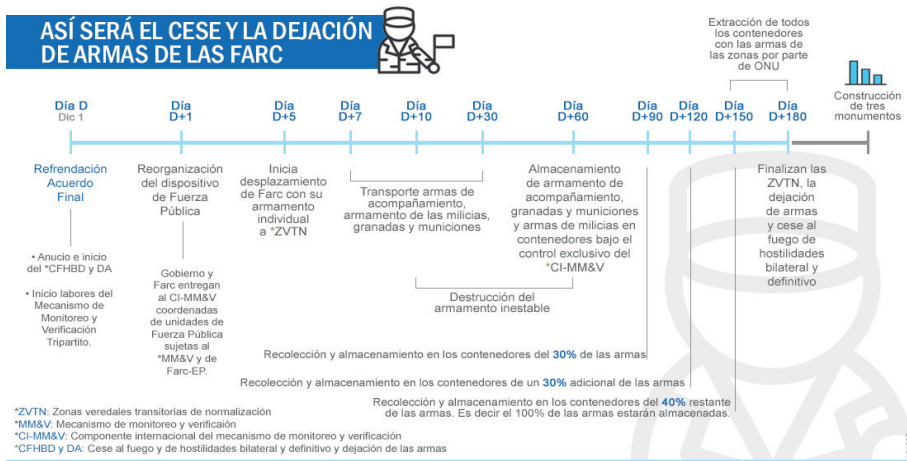 ASÍ SERÁ EL CESE Y LA DEJACIÓN
DE ARMAS DE LAS FARC
Extracción de todos
los contenedores
con las armas de
las zonas por parte
de ONU
Construcción
de tres
monumentos
Día D
Dic 1
Día
D+1
Día
D+5
Día
D+7
Día
D+10
Día
D+30
Día
D+60
Día
D+90
Día
D+120
Día
D+150
Día
D+180
Refrendación
Acuerdo
Final
• Anucio e inicio
del *CFHBD y DA
• Inicio labores del
Mecanismo de
Monitoreo y
Verificación
Tripartito.
Reorganización
del dispositivo
de Fuerza
Pública
Gobierno y
Farc entregan
al CI-MM&V
coordenadas
de unidades de
Fuerza Pública
sujetas al
*MM&V y de
Farc-EP.
Inicia
desplazamiento
de Farc con su
armamento
individual
a *ZVTN
Transporte armas de
acompañamiento,
armamento de las milicias,
granadas y municiones
Almacenamiento
de armamento de
acompañamiento,
granadas y municiones
y armas de milicias en
contenedores bajo el
control exclusivo del
*CI-MM&V
Destrucción del
armamento inestable
Finalizan las
ZVTN, la
dejación
de armas
y cese al
fuego de
hostilidades
bilateral y
definitivo
Recolección y almacenamiento en los contenedores del 30% de las armas
Recolección y almacenamiento en los contenedores de un 30% adicional de las armas
Recolección y almacenamiento en los contenedores del 40% restante
de las armas. Es decir el 100% de las armas estarán almacenadas.
*ZVTN: Zonas veredales transitorias de normalización
*MM&V: Mecanismo de monitoreo y verificaión
*CI-MM&V: Componente internacional del mecanismo de monitoreo y verificación
*CFHBD y DA: Cese al fuego y de hostilidades bilateral y definitivo y dejación de las armas